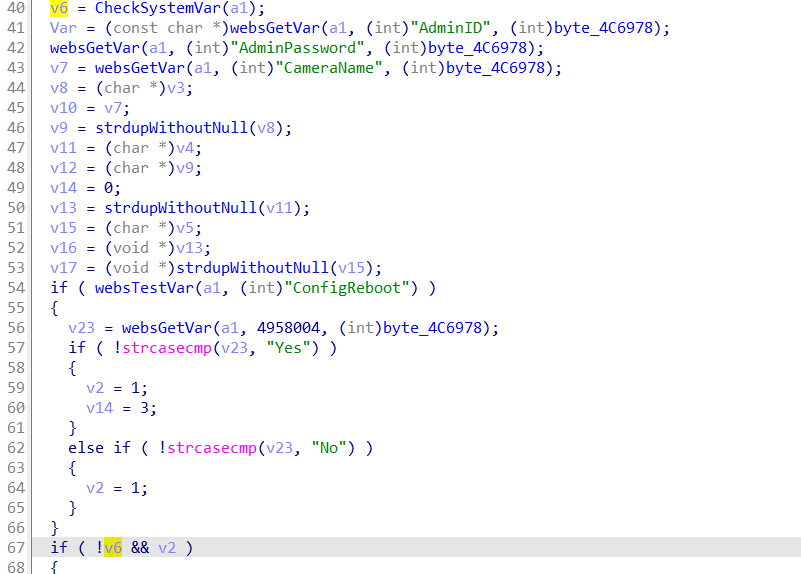 40 v6 = CheckSystemVar(a1);
41 Var = (const char *)websGetVar(a1, (int)"AdminID", (int)byte_4C6978);
42 websGetVar(a1, (int)"AdminPassword", (int)byte_4C6978);
43 v7 = websGetVar(a1, (int)"CameraName", (int)byte_4C6978);
44 v8 = (char *)v3;
45 v10 = v7;
46 v9 = strdupWithoutNull(v8);
47 v11 = (char *)v4;
48 v12 = (char *)v9;
49 v14 = 0;
50 v13 = strdupWithoutNull(v11);
51 v15 = (char *)v5;
52 v16 = (void *)v13;
53 v17 = (void *)strdupWithoutNull(v15);
54 if ( websTestVar(a1, (int)"ConfigReboot") )
55 {
56 v23 = websGetVar(a1, 4958004, (int)byte_4C6978);
57 if ( !strcasecmp(v23, "Yes") )
58 {
59 v2 = 1;
60 v14 = 3;
61 }
62 else if ( !strcasecmp(v23, "No") )
63 {
64 v2 = 1;
65 }
66 }
67 if ( !v6 && v2 )
68 {